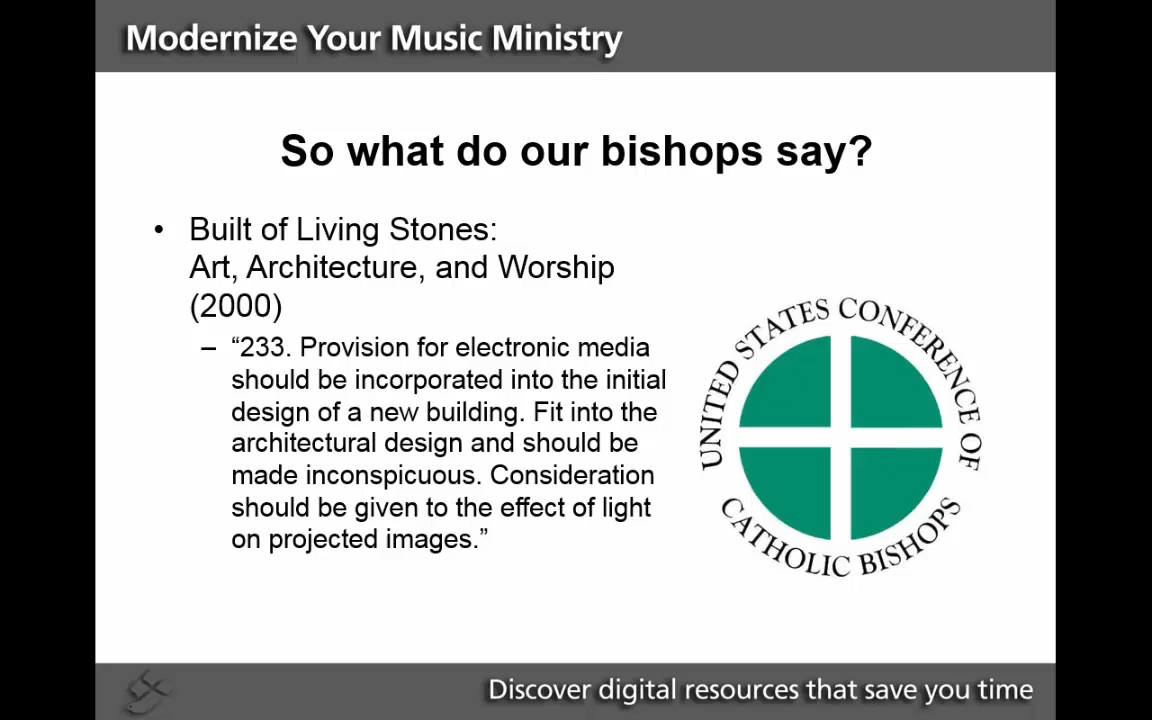 Modernize Your Music Ministry
So what do our bishops say?
• Built of Living Stones:
Art, Architecture, and Worship
(2000)
– “233. Provision for electronic media
should be incorporated into the initial
design of a new building. Fit into the
architectural design and should be
made inconspicuous. Consideration
should be given to the effect of light
on projected images.”
UNITED STATES CONFERENCE OF
CATHOLIC BISHOPS
Discover digital resources that save you time